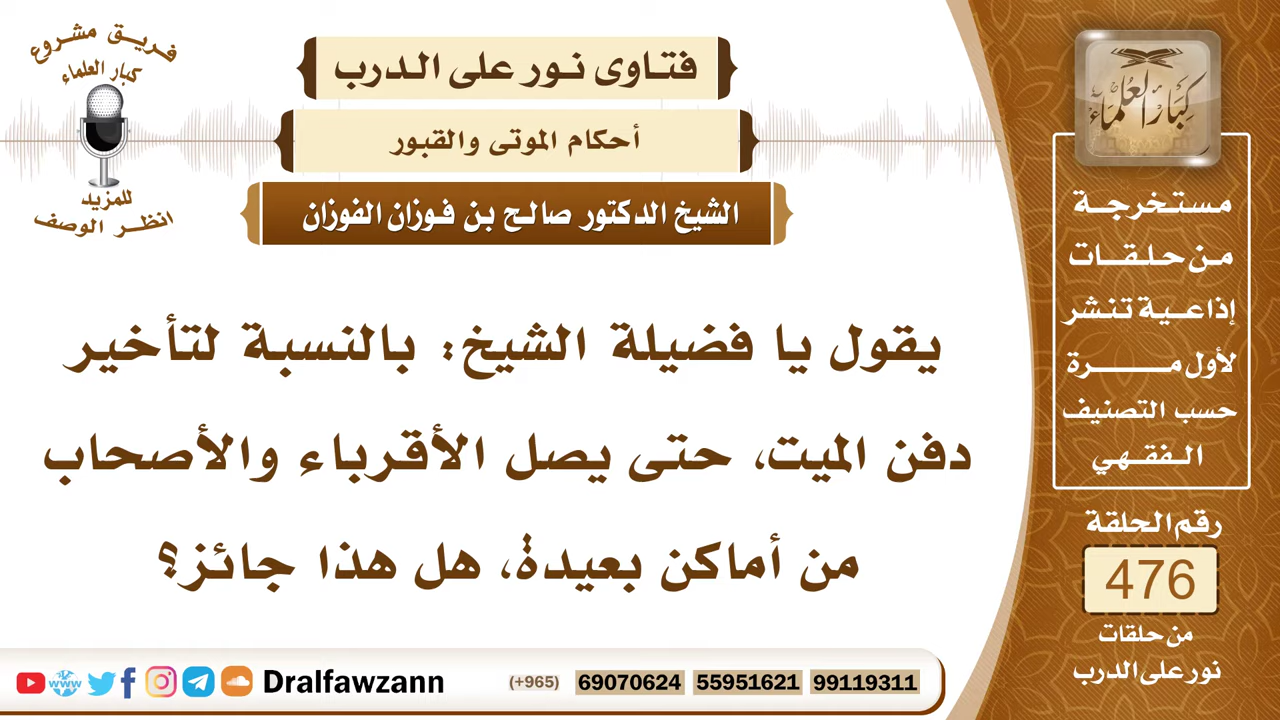 فريق مشروع
كبار العلماء
للمزيد
انظر الوصف
فتاوى نور على الدرب
أحكام الموتى والقبور
الشيخ الدكتور صالح بن فوزان الفوزان
يقول يا فضيلة الشيخ: بالنسبة لتأخير
دفن الميت، حتى يصل الأقرباء والأصحاب
من أماكن بعيدة، هل هذا جائز؟
كبار العلماء
مستخرجة
من حلقات
إذاعية تنشر
لأول مرة
حسب التصنيف
الفقهي
رقم الحلقة
476
من حلقات
نور على الدرب
www
Dralfawzann (+965) 69070624 55951621 99119311